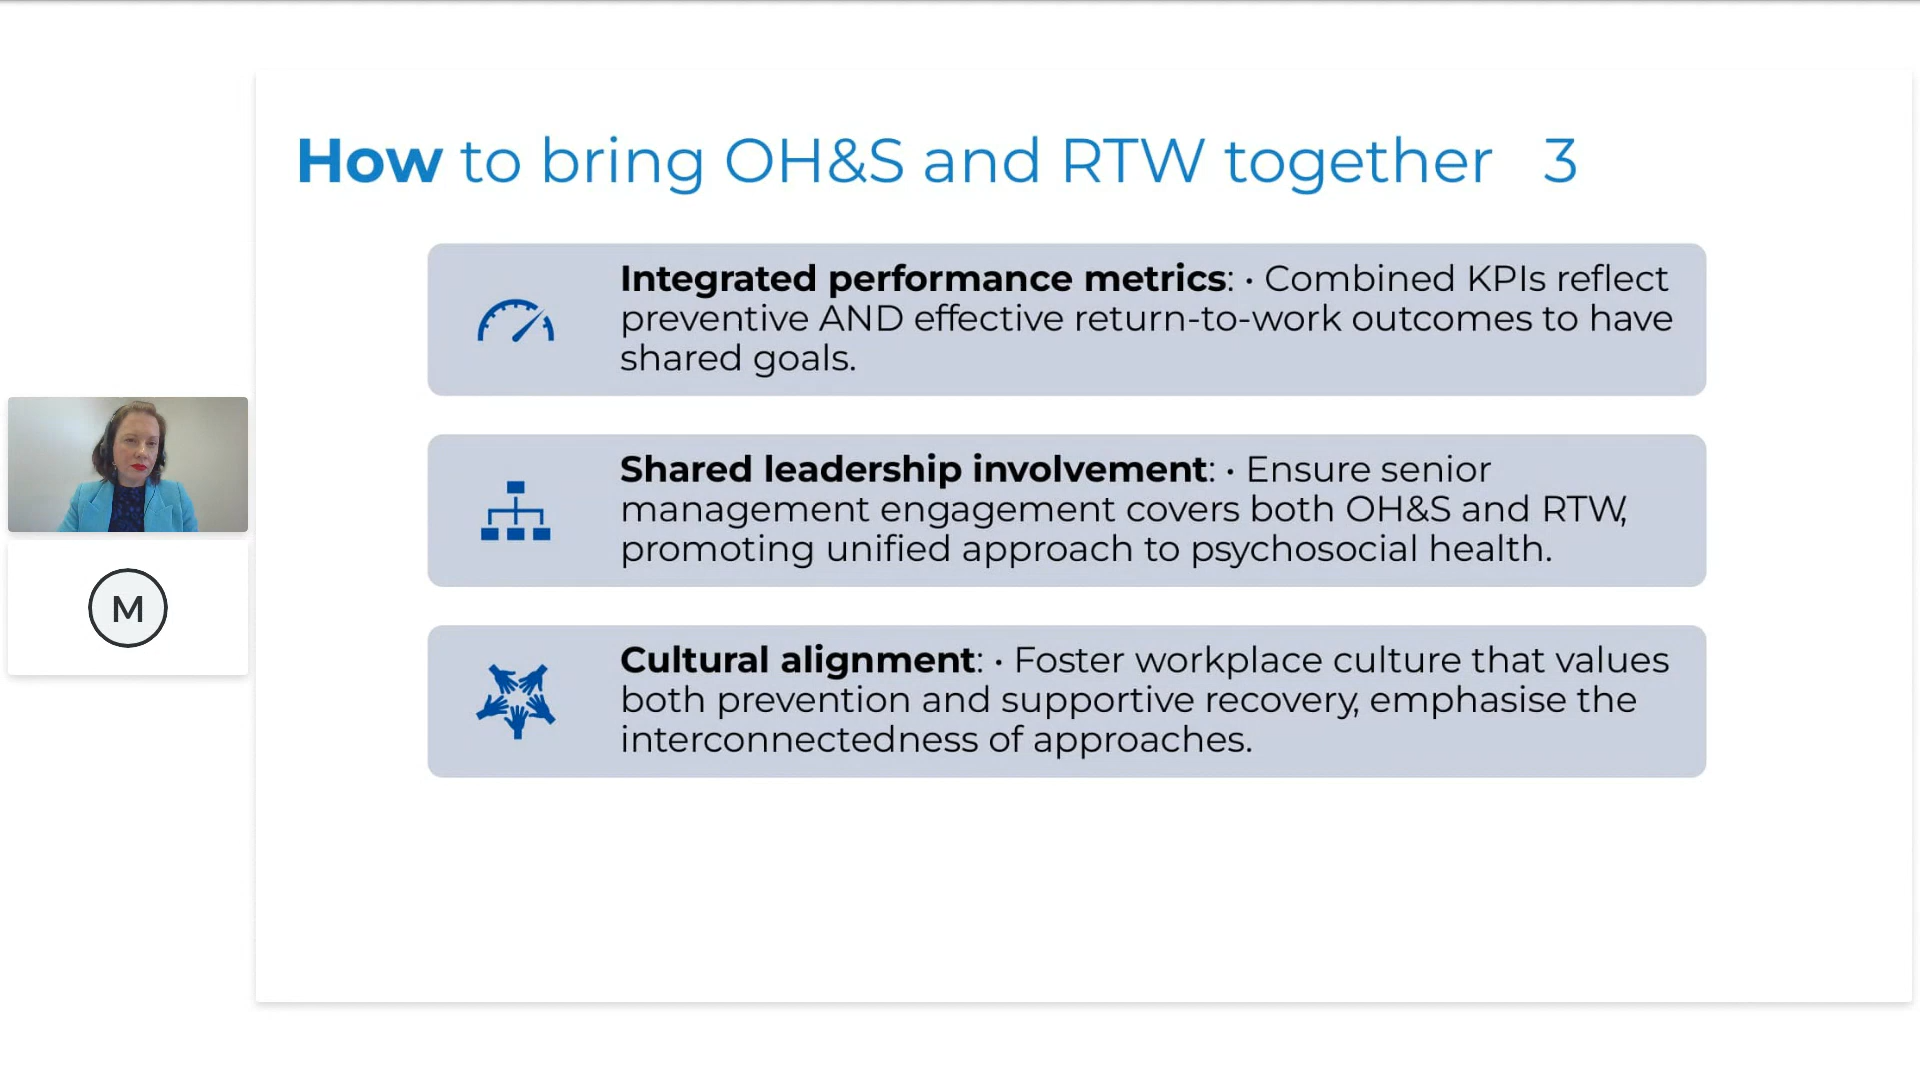 How to bring OH&S and RTW together 3
Integrated performance metrics: • Combined KPIs reflect
preventive AND effective return-to-work outcomes to have
shared goals.
Shared leadership involvement: • Ensure senior
management engagement covers both OH&S and RTW,
promoting unified approach to psychosocial health.
M
Cultural alignment: • Foster workplace culture that values
both prevention and supportive recovery, emphasise the
interconnectedness of approaches.